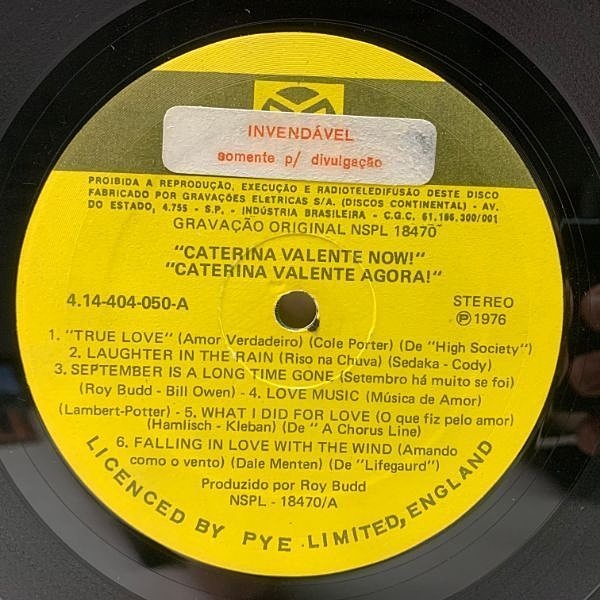 INVENDÁVEL
somente p/ divulgação
PROIBIDA A REPRODUÇÃO, EXECUÇÃO E RADIOTELEDIFUSÃO DESTE DISCO
FABRICADO POR GRAVAÇÕES ELETRICAS S/A. (DISCOS CONTINENTAL) - AV.
DO ESTADO, 4.755 - S.P. - INDÚSTRIA BRASILEIRA - C.G.C. 61.186.300/001
GRAVAÇÃO ORIGINAL NSPL 18470
"CATERINA VALENTE NOW!"
"CATERINA VALENTE AGORA!"
4.14-404-050-A
STEREO
Ⓟ 1976
1. "TRUE LOVE" (Amor Verdadeiro) (Cole Porter) (De "High Society")
2. LAUGHTER IN THE RAIN (Riso na Chuva) (Sedaka - Cody)
3. SEPTEMBER IS A LONG TIME GONE (Setembro há muito se foi)
(Roy Budd - Bill Owen) - 4. LOVE MUSIC (Música de Amor)
(Lambert-Potter) - 5. WHAT I DID FOR LOVE (O que fiz pelo amor)
(Hamlisch - Kleban) (De "A Chorus Line)
6. FALLING IN LOVE WITH THE WIND (Amando
como o vento) (Dale Menten) (De "Lifegaurd")
Produzido por Roy Budd
NSPL - 18470/A
LICENCED BY PYE LIMITED, ENGLAND